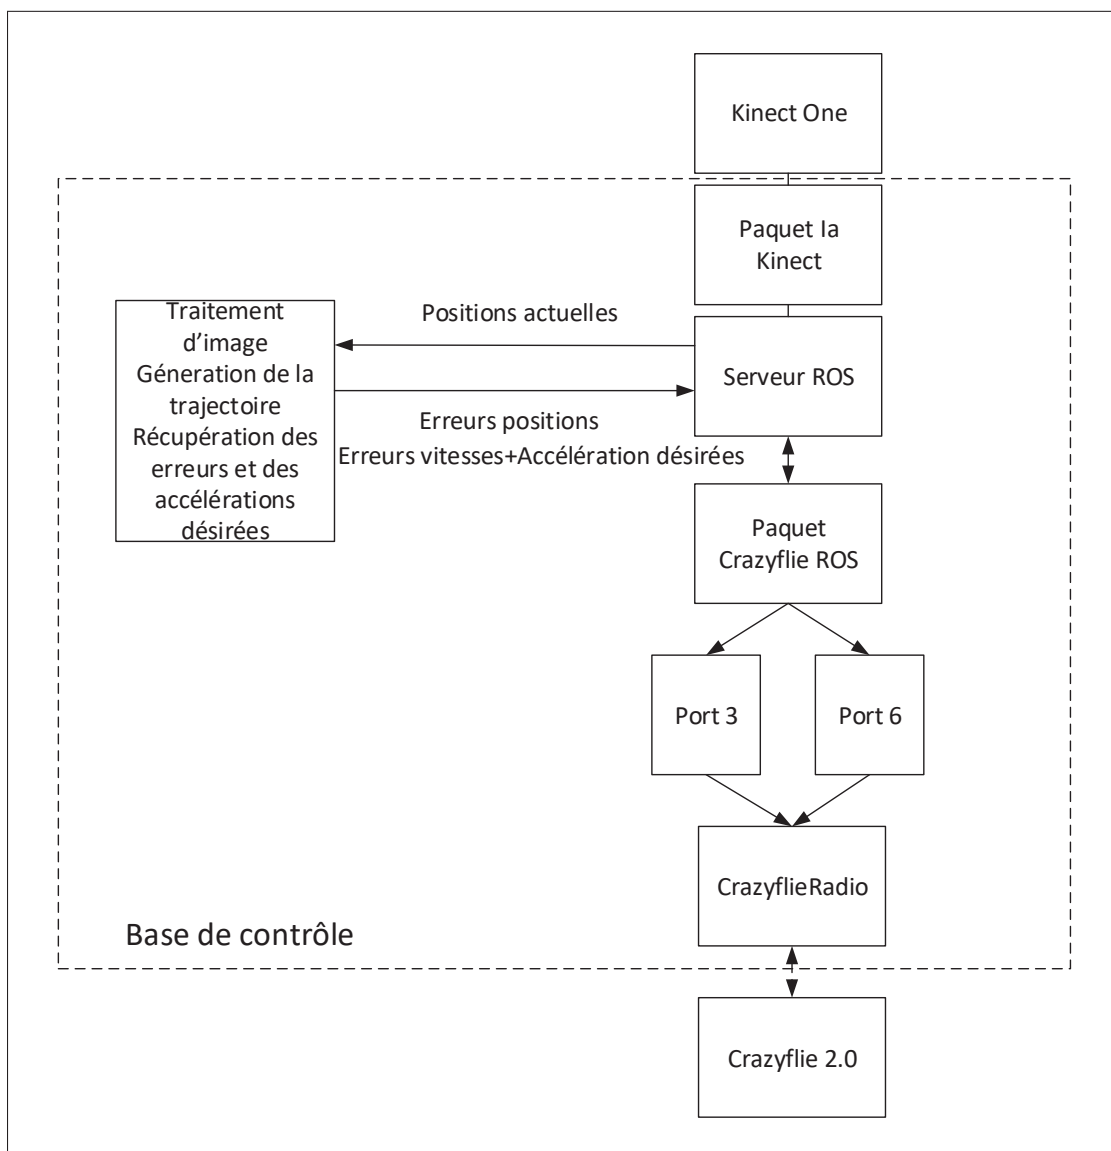 Kinect One
Paquet la
Kinect
Traitement
d’image
Géneration de la
trajectoire
Récupération des
erreurs et des
accélérations
désirées
Positions actuelles
Serveur ROS
Erreurs positions
Erreurs vitesses+Accélération désirées
Paquet
Crazyflie ROS
Port 3
Port 6
CrazyflieRadio
Base de contrôle
Crazyflie 2.0